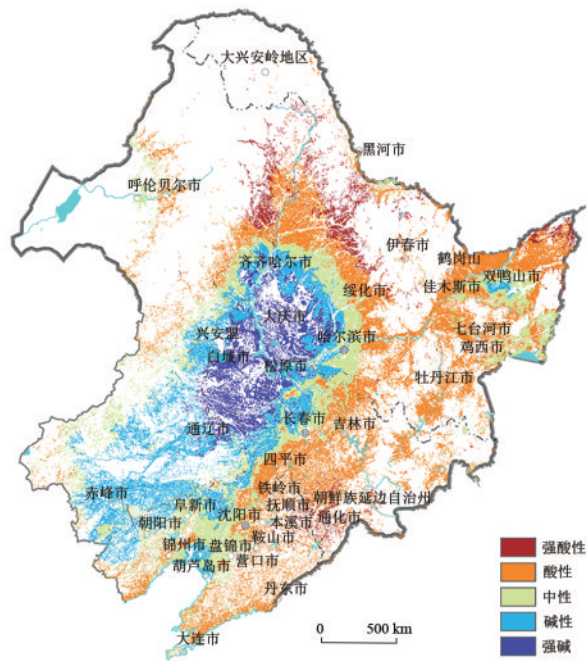 大兴安岭地区
黑河市
呼伦贝尔市
伊春市
鹤岗山
齐齐哈尔市
双鸭山市
佳木斯市
绥化市
大庆市
七台河市
兴安盟
哈尔滨市
鸡西市
白城市
松原市
牡丹江市
长春市
吉林市
通辽市
四平市
赤峰市
铁岭市
朝鲜族延边自治州
阜新市
抚顺市
沈阳市
通化市
朝阳市
本溪市
鞍山市
锦州市
盘锦市
营口市
葫芦岛市
丹东市
大连市
0 500 km
强酸性
酸性
中性
碱性
强碱